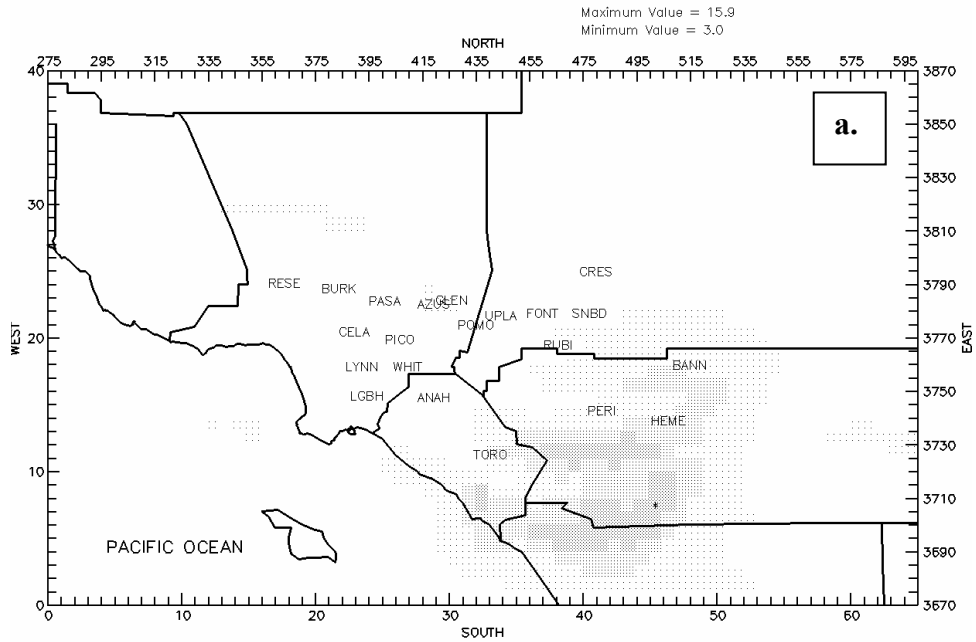 Maximum Value = 15.9
Minimum Value = 3.0
NORTH
275 295 315 335 355 375 395 415 435 455 475 495 515 535 555 575 595
40 3870
a.
3850
30 3830
3810
CRES
RESE BURK 3790
PASA AZUS GLEN
UPLA FONT SNBD
POMO
WEST 20 CELA PICO RUBI 3770 EAST
LYNN WHIT BANN
LGBH ANAH 3750
PERI HEME
3730
TORO
10
3710
*
PACIFIC OCEAN 3690
0 3670
0 10 20 30 40 50 60
SOUTH